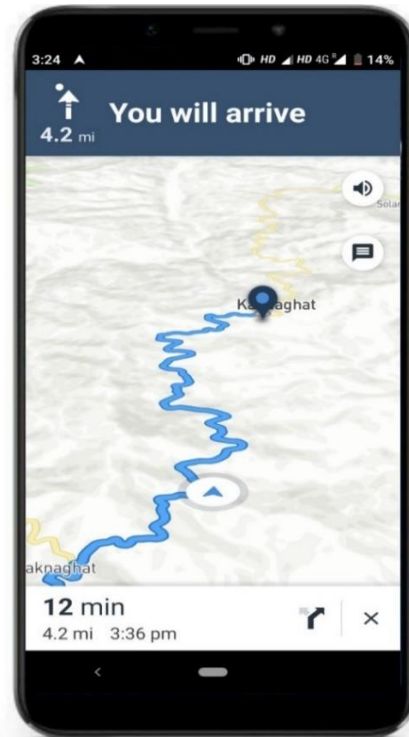 3:24 HD HD 4G R 14%
You will arrive
4.2 mi
Solan
aknaghat
12 min
4.2 mi 3:36 pm